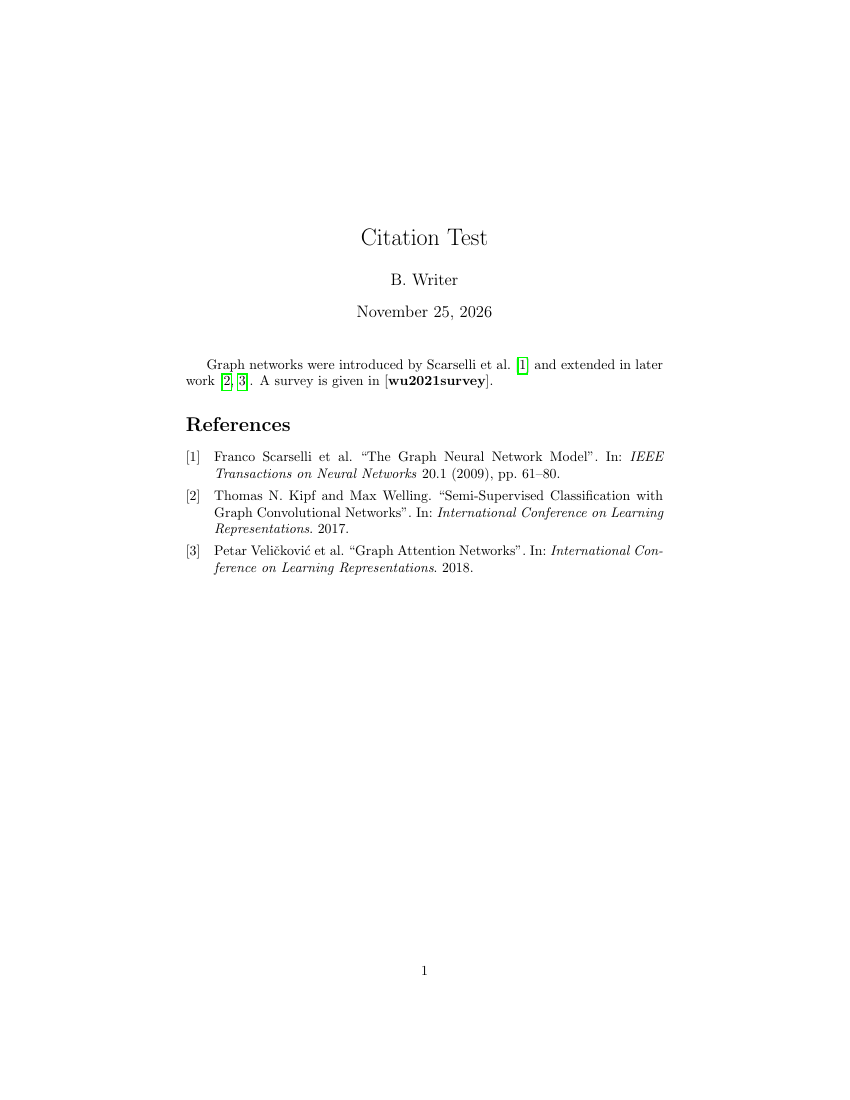 Citation Test
B. Writer
November 25, 2026
Graph networks were introduced by Scarselli et al. [1] and extended in later
work [2, 3]. A survey is given in [wu2021survey].
References
[1] Franco Scarselli et al. “The Graph Neural Network Model”. In: IEEE
Transactions on Neural Networks 20.1 (2009), pp. 61–80.
[2] Thomas N. Kipf and Max Welling. “Semi-Supervised Classification with
Graph Convolutional Networks”. In: International Conference on Learning
Representations. 2017.
[3] Petar Veličković et al. “Graph Attention Networks”. In: International Con-
ference on Learning Representations. 2018.
1